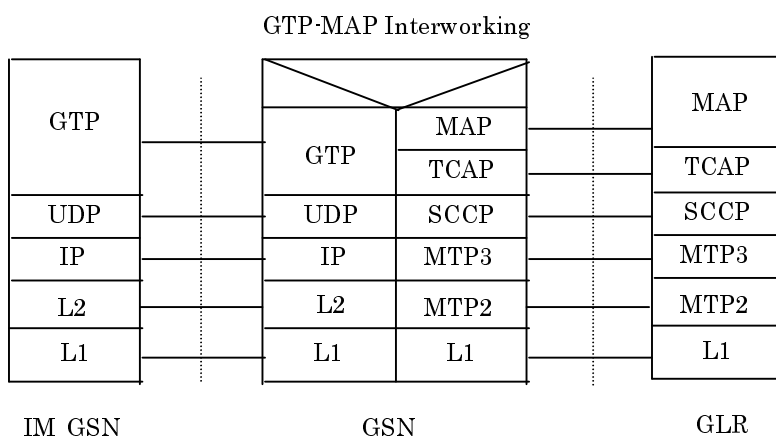 GTP-MAP Interworking
GTP
GTP
MAP
MAP
TCAP
TCAP
UDP
UDP
SCCP
SCCP
IP
IP
MTP3
MTP3
L2
L2
MTP2
MTP2
L1
L1
L1
L1
IM GSN
GSN
GLR